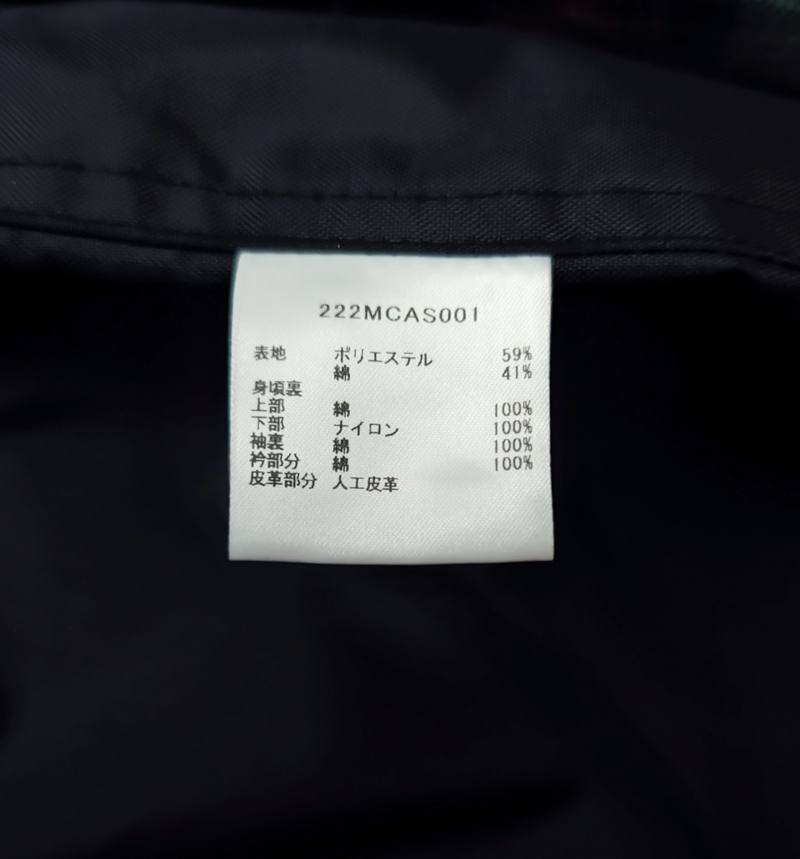 222MCAS001
表地 ポリエステル 59%
綿 41%
身頃裏
上部 綿 100%
下部 ナイロン 100%
袖裏 綿 100%
衿部分 綿 100%
皮革部分 人工皮革